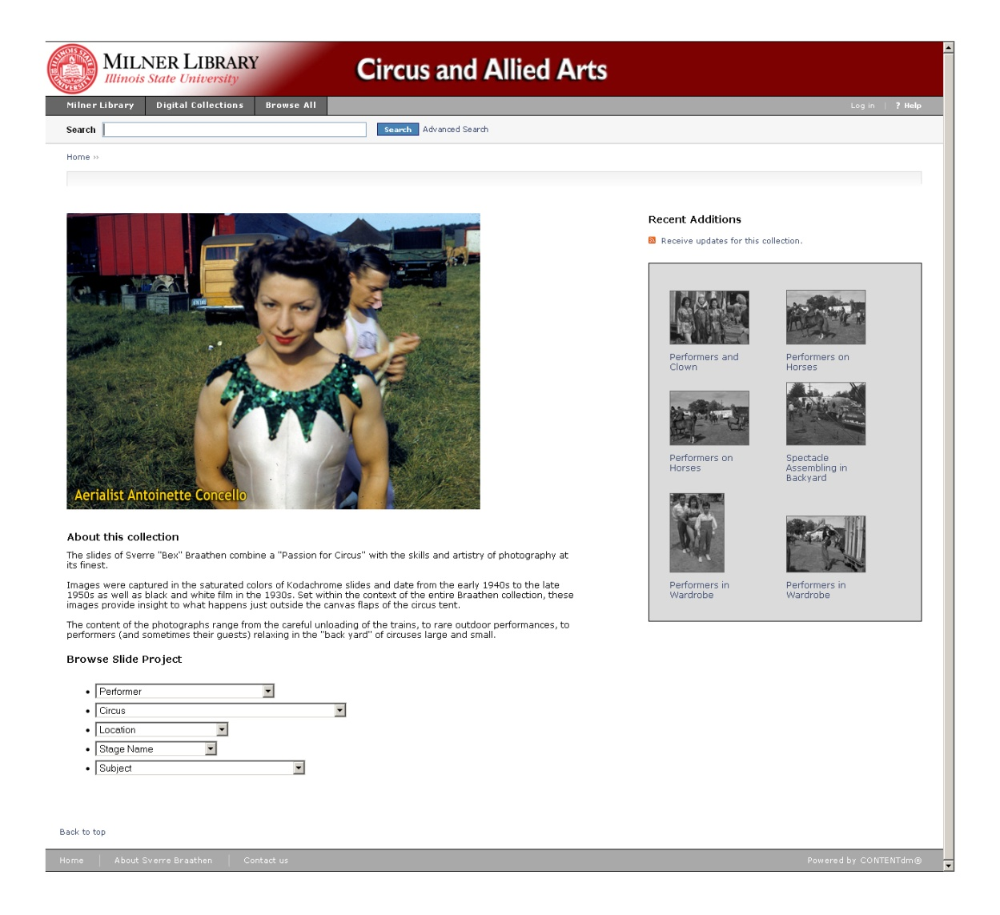 MILNER LIBRARY
Illinois State University
Circus and Allied Arts
Milner Library
Digital Collections
Browse All
Log in
? Help
Search
Search
Advanced Search
Home »
Recent Additions
Receive updates for this collection.
Performers and
Clown
Performers on
Horses
Performers on
Horses
Spectacle
Assembling in
Backyard
Performers in
Wardrobe
Performers in
Wardrobe
Aerialist Antoinette Concello
About this collection
The slides of Sverre "Bex" Braathen combine a "Passion for Circus" with the skills and artistry of photography at
its finest.
Images were captured in the saturated colors of Kodachrome slides and date from the early 1940s to the late
1950s as well as black and white film in the 1930s. Set within the context of the entire Braathen collection, these
images provide insight to what happens just outside the canvas flaps of the circus tent.
The content of the photographs range from the careful unloading of the trains, to rare outdoor performances, to
performers (and sometimes their guests) relaxing in the "back yard" of circuses large and small.
Browse Slide Project
• Performer
• Circus
• Location
• Stage Name
• Subject
Back to top
Home
About Sverre Braathen
Contact us
Powered by CONTENTdm®